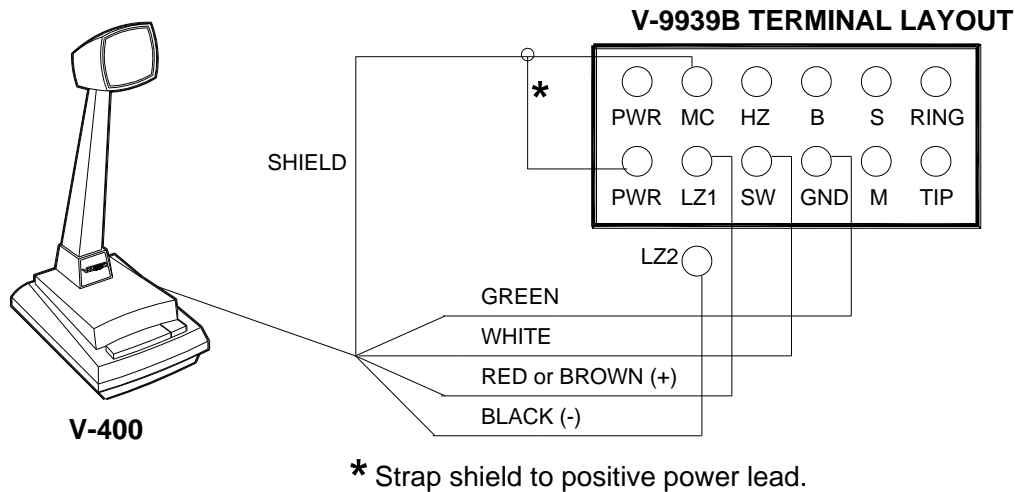 V-9939B TERMINAL LAYOUT
*
PWR MC HZ B S RING
SHIELD
PWR LZ1 SW GND M TIP
LZ2
GREEN
WHITE
RED or BROWN (+)
BLACK (-)
V-400
* Strap shield to positive power lead.